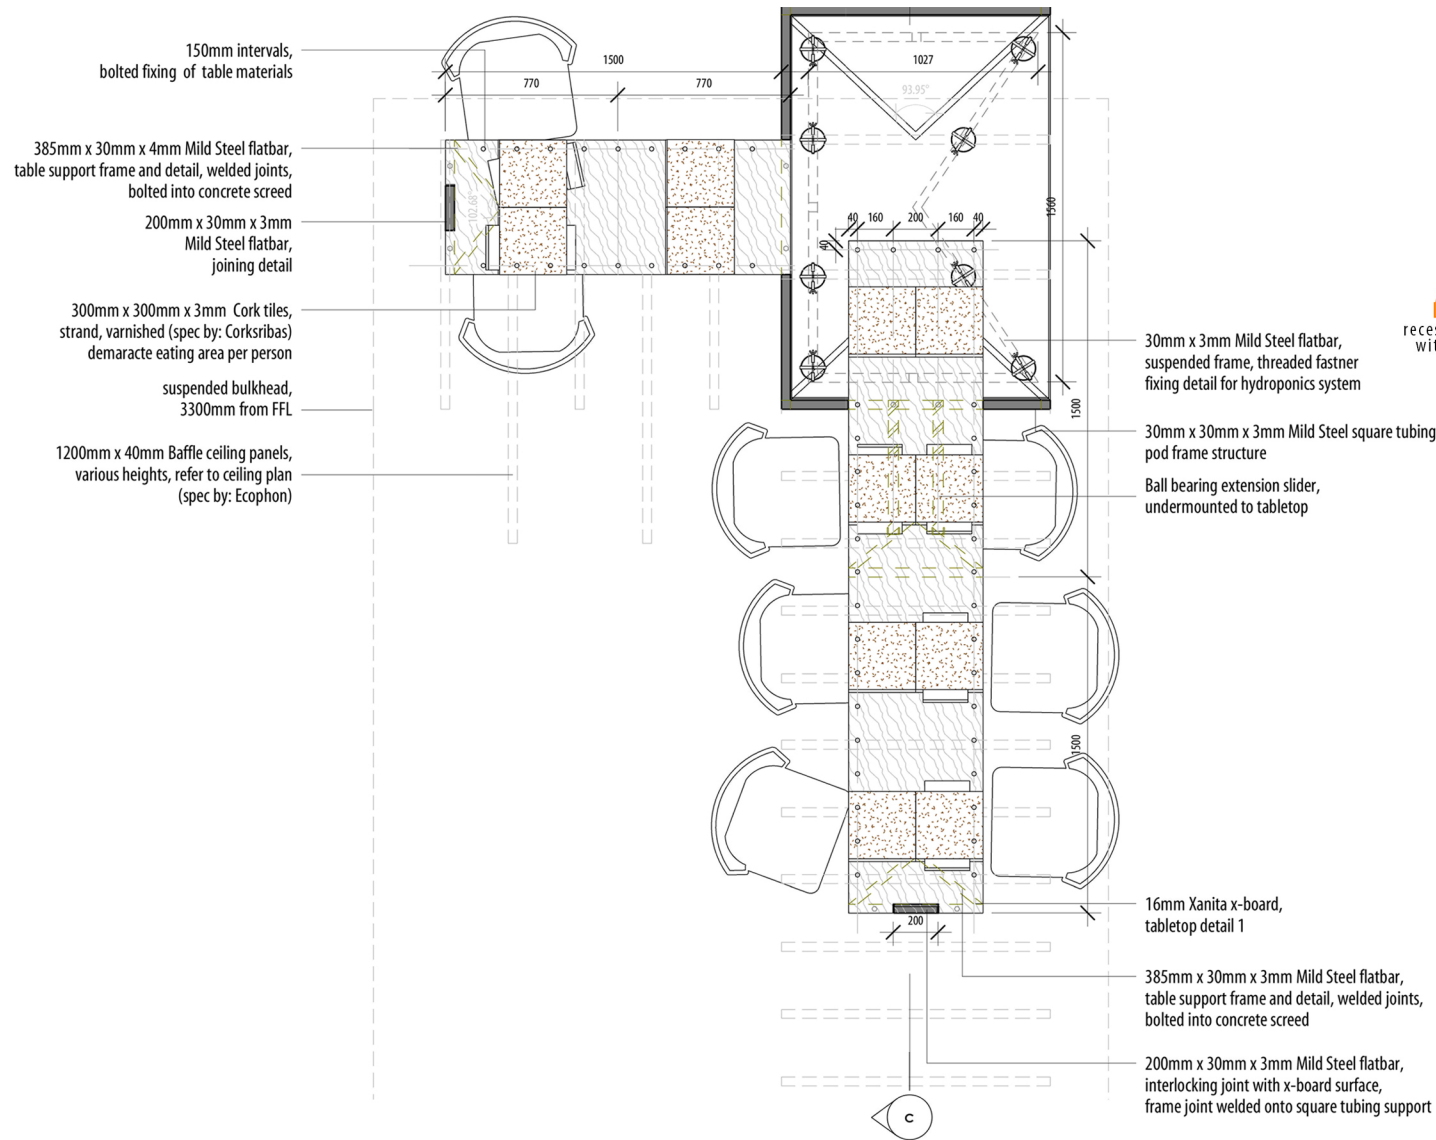 150mm intervals,
bolted fixing of table materials
385mm x 30mm x 4mm Mild Steel flatbar,
table support frame and detail, welded joints,
bolted into concrete screed
200mm x 30mm x 3mm
Mild Steel flatbar,
joining detail
300mm x 300mm x 3mm Cork tiles,
strand, varnished (spec by: Corksribas)
demaracte eating area per person
suspended bulkhead,
3300mm from FFL
1200mm x 40mm Baffle ceiling panels,
various heights, refer to ceiling plan
(spec by: Ecophon)
1500
770
770
1027
93.95°
102.68°
1500
40
160
200
160
40
40
1500
1500
200
C
30mm x 3mm Mild Steel flatbar,
suspended frame, threaded fastner
fixing detail for hydroponics system
30mm x 30mm x 3mm Mild Steel square tubing
pod frame structure
Ball bearing extension slider,
undermounted to tabletop
16mm Xanita x-board,
tabletop detail 1
385mm x 30mm x 3mm Mild Steel flatbar,
table support frame and detail, welded joints,
bolted into concrete screed
200mm x 30mm x 3mm Mild Steel flatbar,
interlocking joint with x-board surface,
frame joint welded onto square tubing support
reces
wit